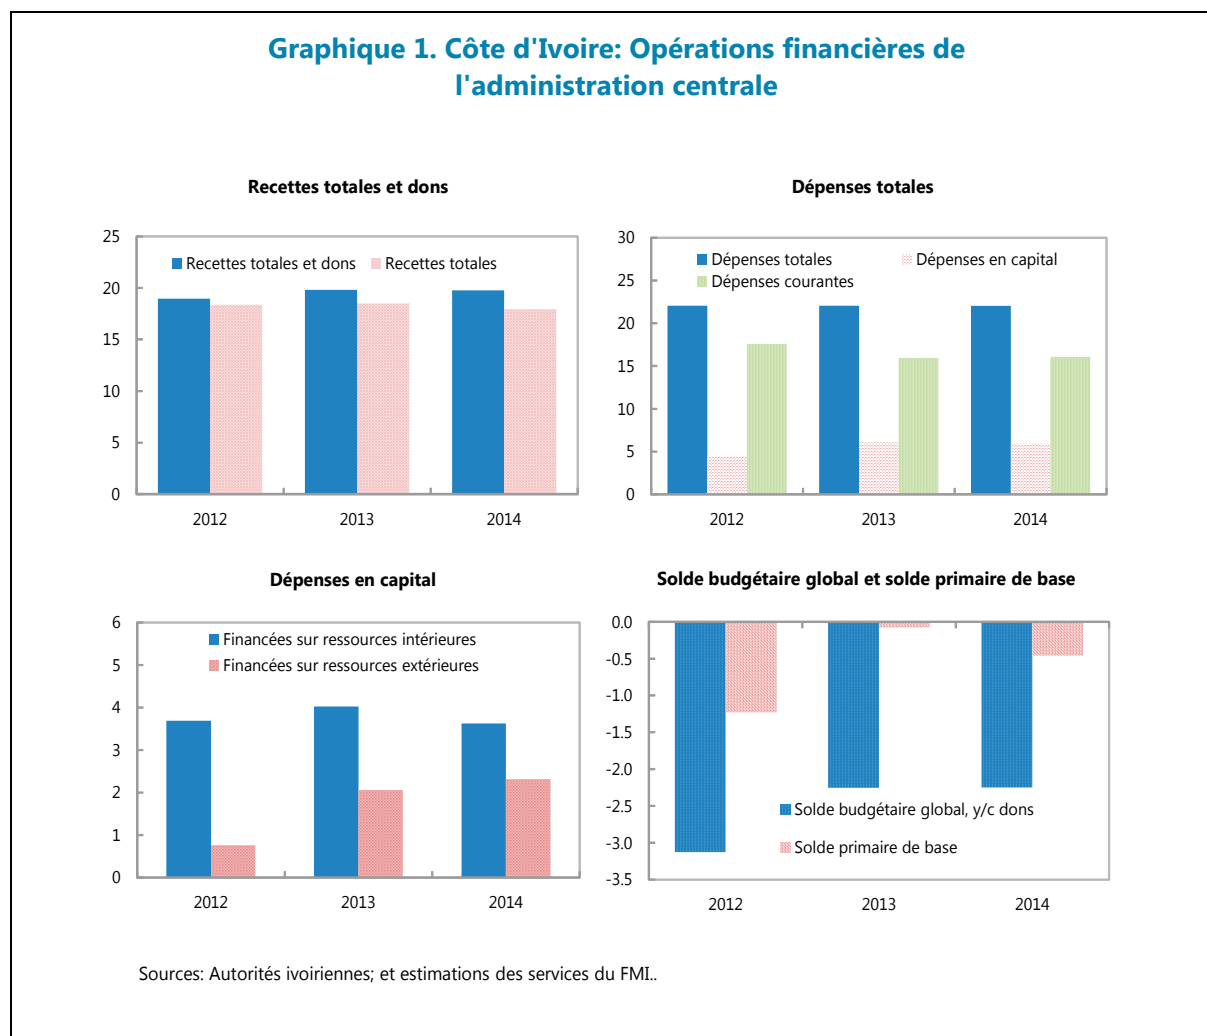 Graphique 1. Côte d'Ivoire: Opérations financières de
l'administration centrale
Recettes totales et dons
25
20
15
10
5
0
Recettes totales et dons
Recettes totales
2012
2013
2014
Dépenses totales
30
25
20
15
10
5
0
Dépenses totales
Dépenses en capital
Dépenses courantes
2012
2013
2014
Dépenses en capital
6
5
4
3
2
1
0
Financées sur ressources intérieures
Financées sur ressources extérieures
2012
2013
2014
Solde budgétaire global et solde primaire de base
0.0
-0.5
-1.0
-1.5
-2.0
-2.5
-3.0
-3.5
Solde budgétaire global, y/c dons
Solde primaire de base
2012
2013
2014
Sources: Autorités ivoiriennes; et estimations des services du FMI..